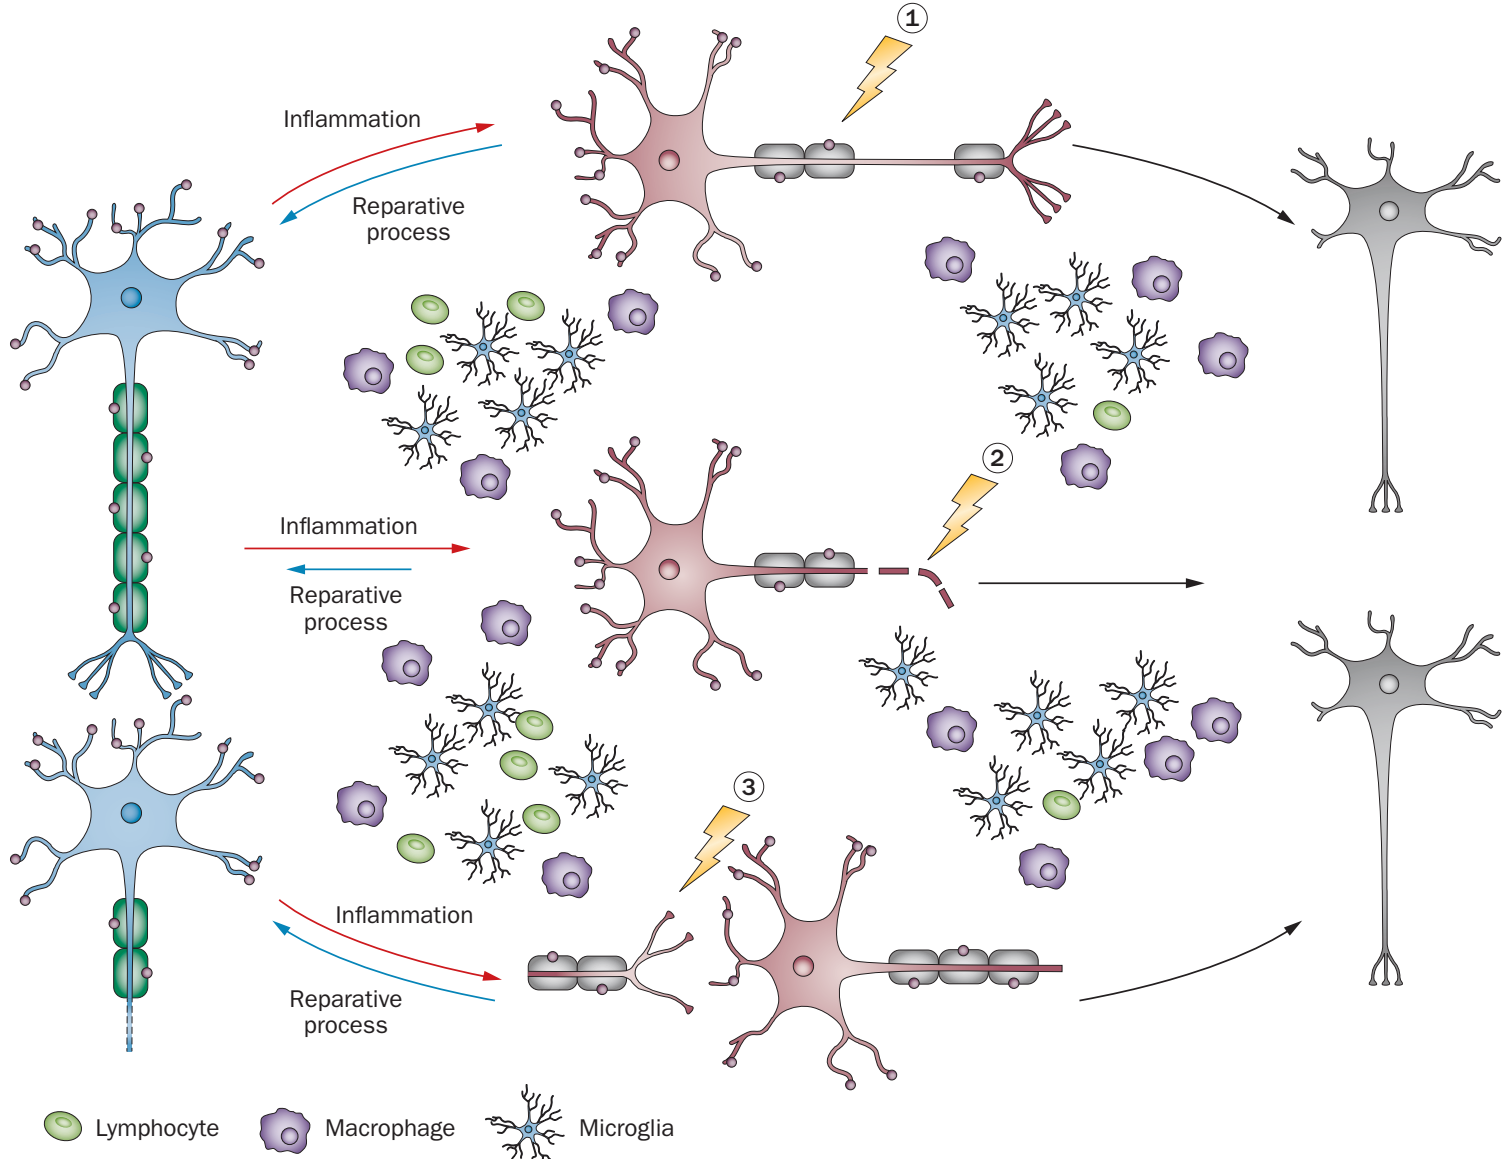 ①
Inflammation
Reparative
process
②
Inflammation
Reparative
process
③
Inflammation
Reparative
process
Lymphocyte
Macrophage
Microglia